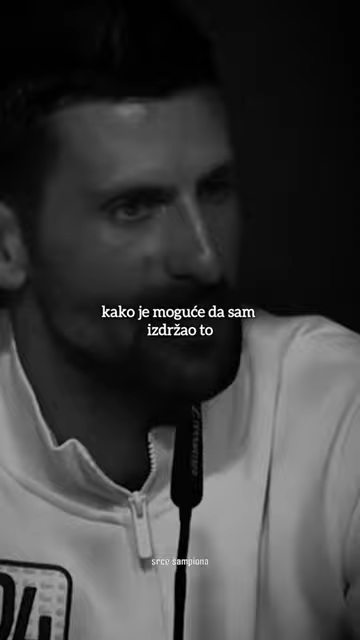 kako je moguće da sam
izdržao to
srce šampiona